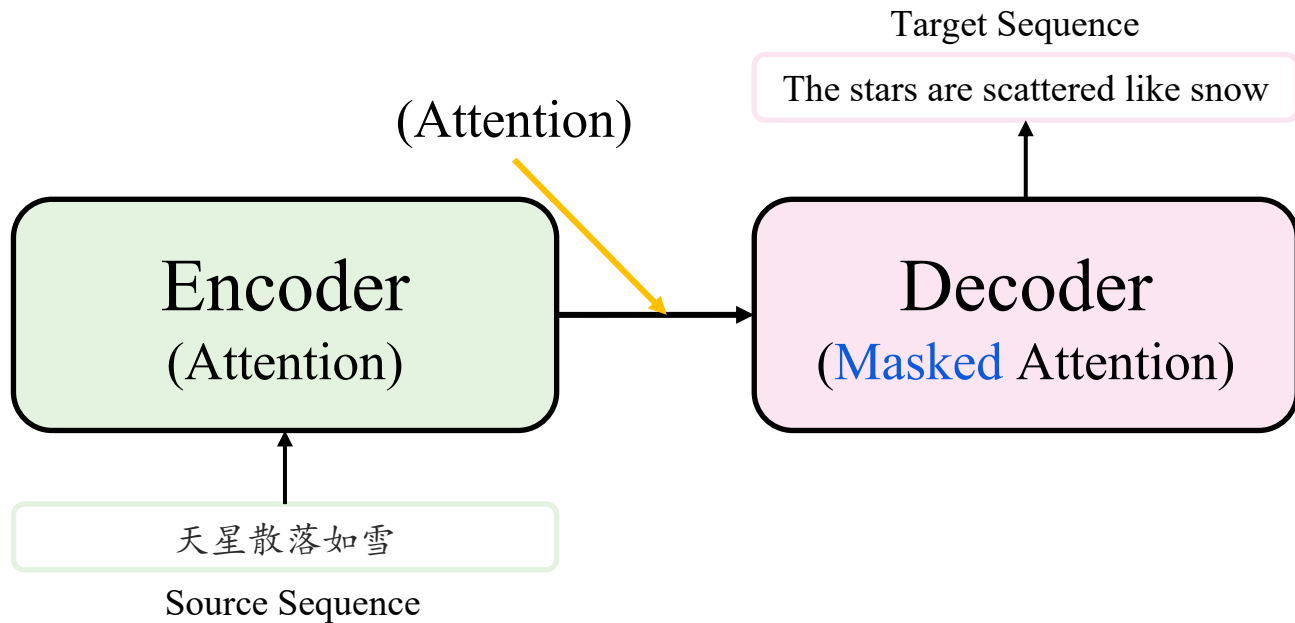 Target Sequence
The stars are scattered like snow
(Attention)
Encoder
(Attention)
Decoder
(Masked Attention)
天星散落如雪
Source Sequence